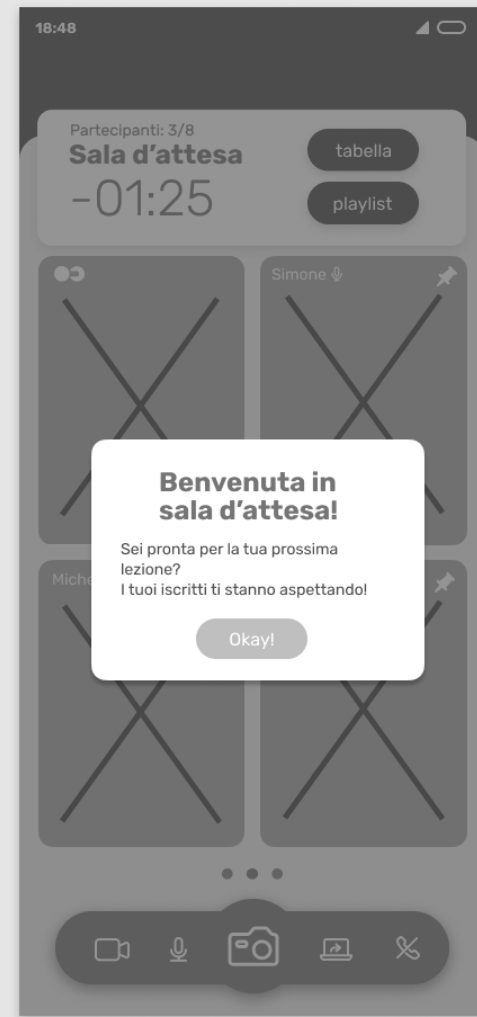 18:48
Partecipanti: 3/8
Sala d'attesa
-01:25
tabella
playlist
Simone
Benvenuta in
sala d'attesa!
Sei pronta per la tua prossima
lezione?
I tuoi iscritti ti stanno aspettando!
Okay!
Miche